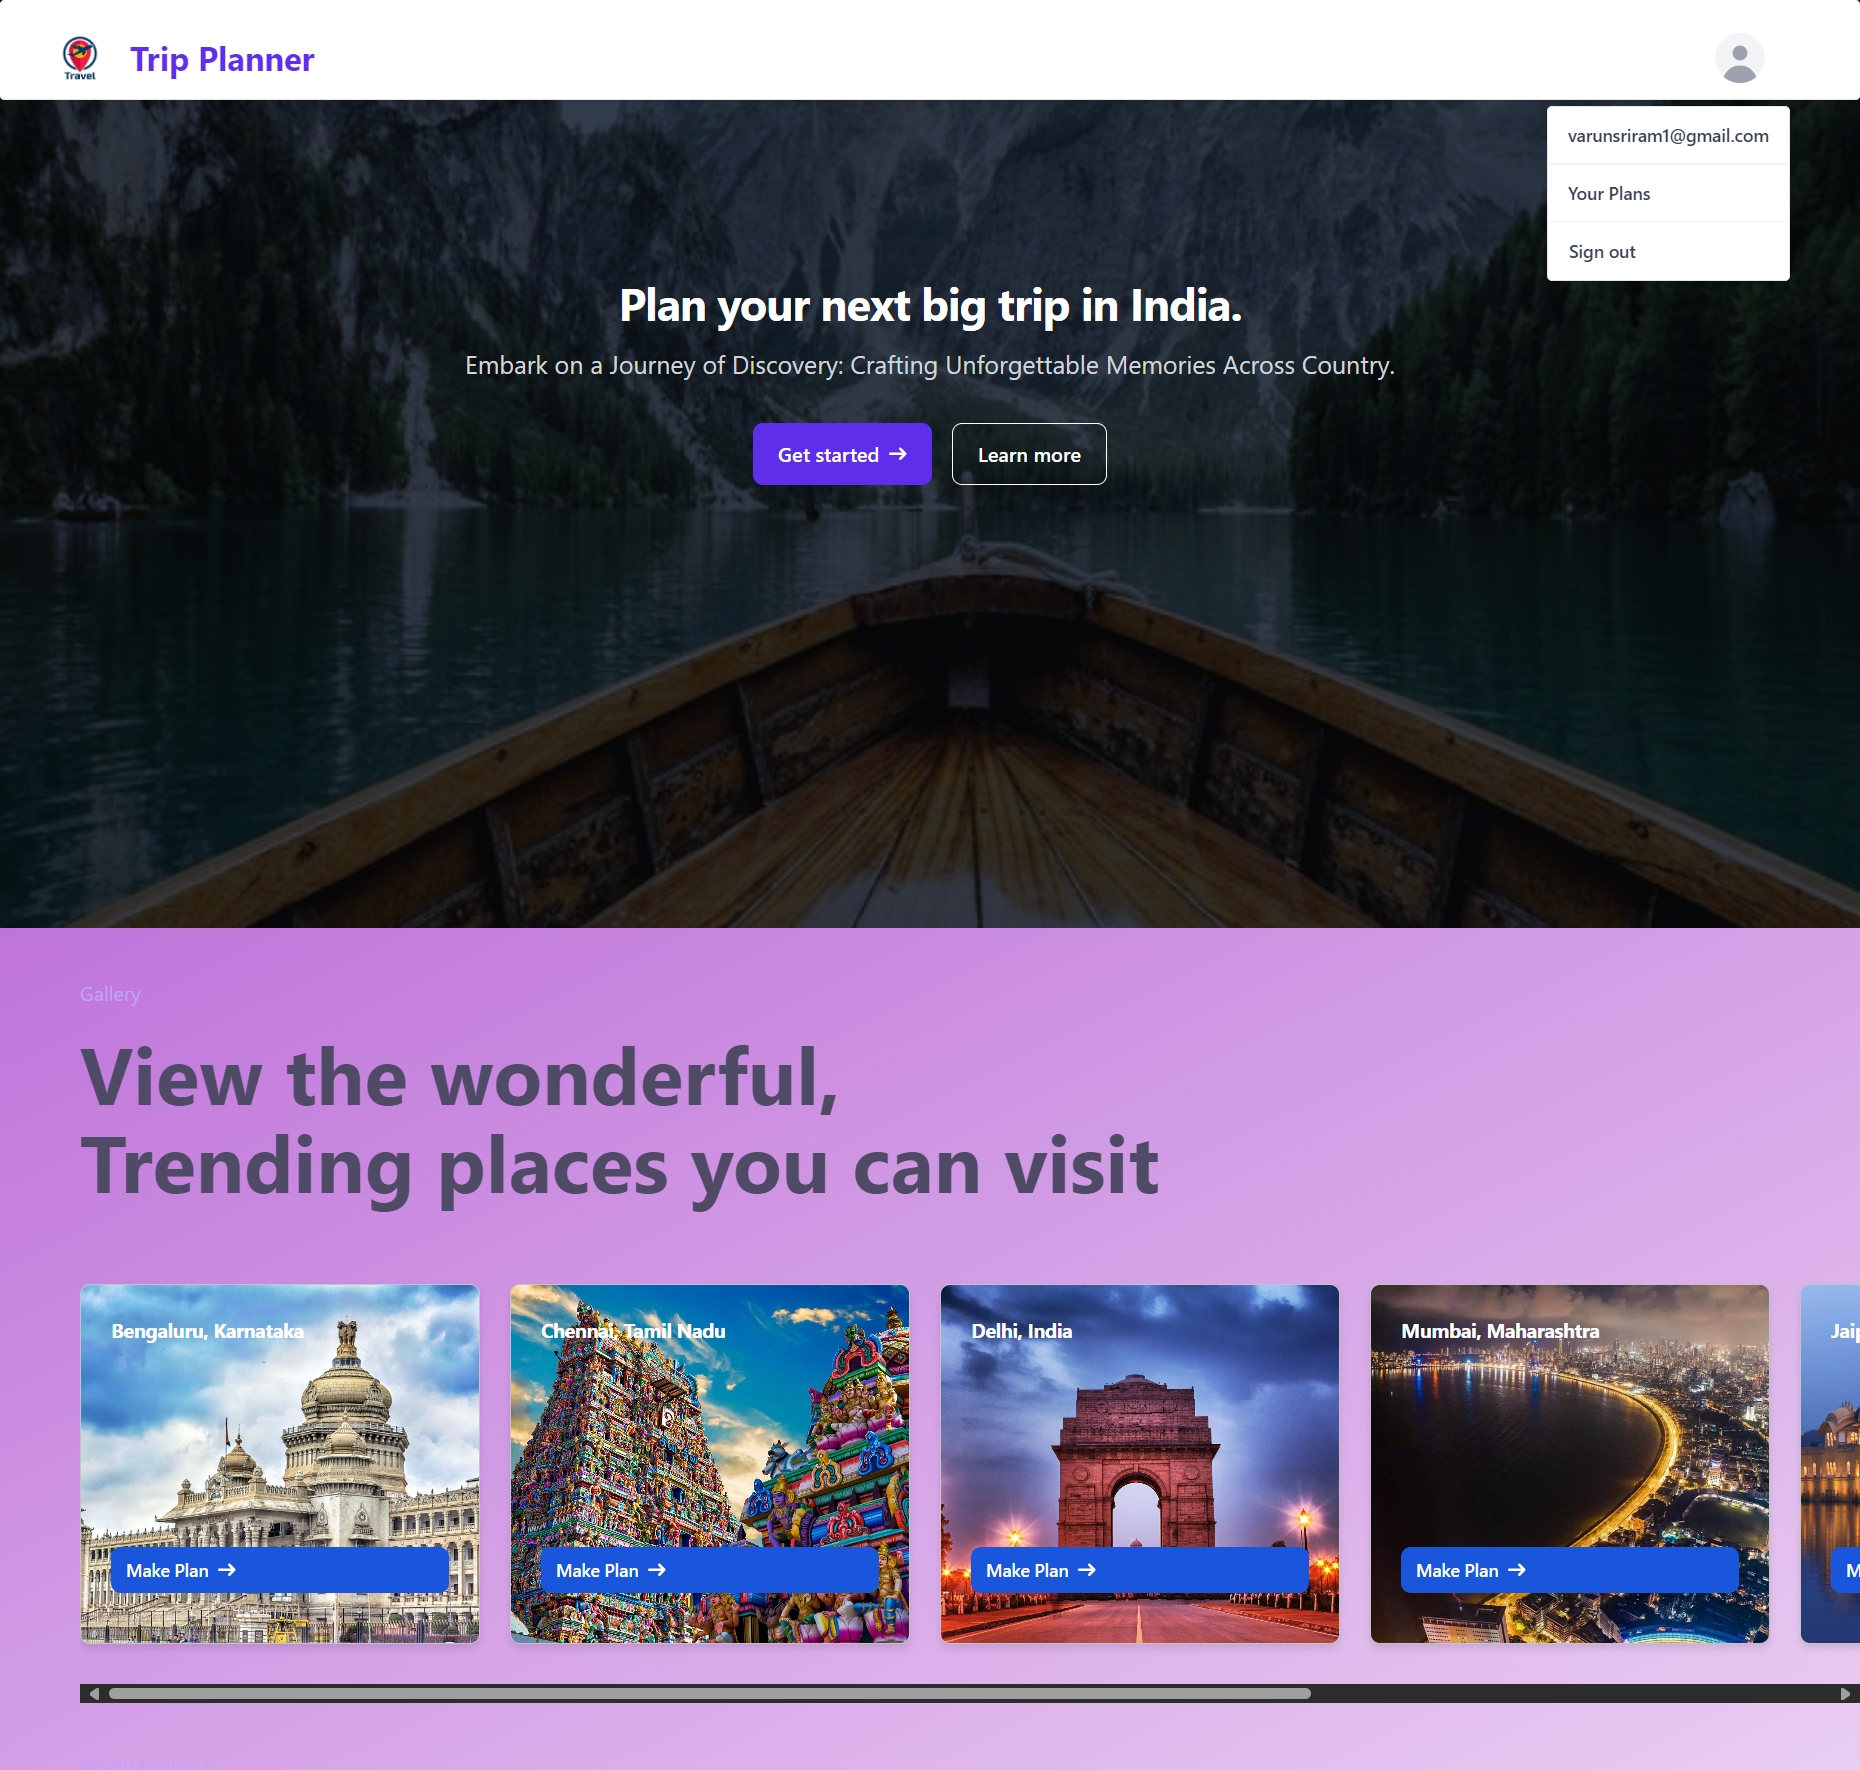 Travel
Trip Planner
varunsriram1@gmail.com
Your Plans
Sign out
Plan your next big trip in India.
Embark on a Journey of Discovery: Crafting Unforgettable Memories Across Country.
Get started →
Learn more
Gallery
View the wonderful,
Trending places you can visit
Bengaluru, Karnataka
Chennai, Tamil Nadu
Delhi, India
Mumbai, Maharashtra
Make Plan →
Make Plan →
Make Plan →
Make Plan →